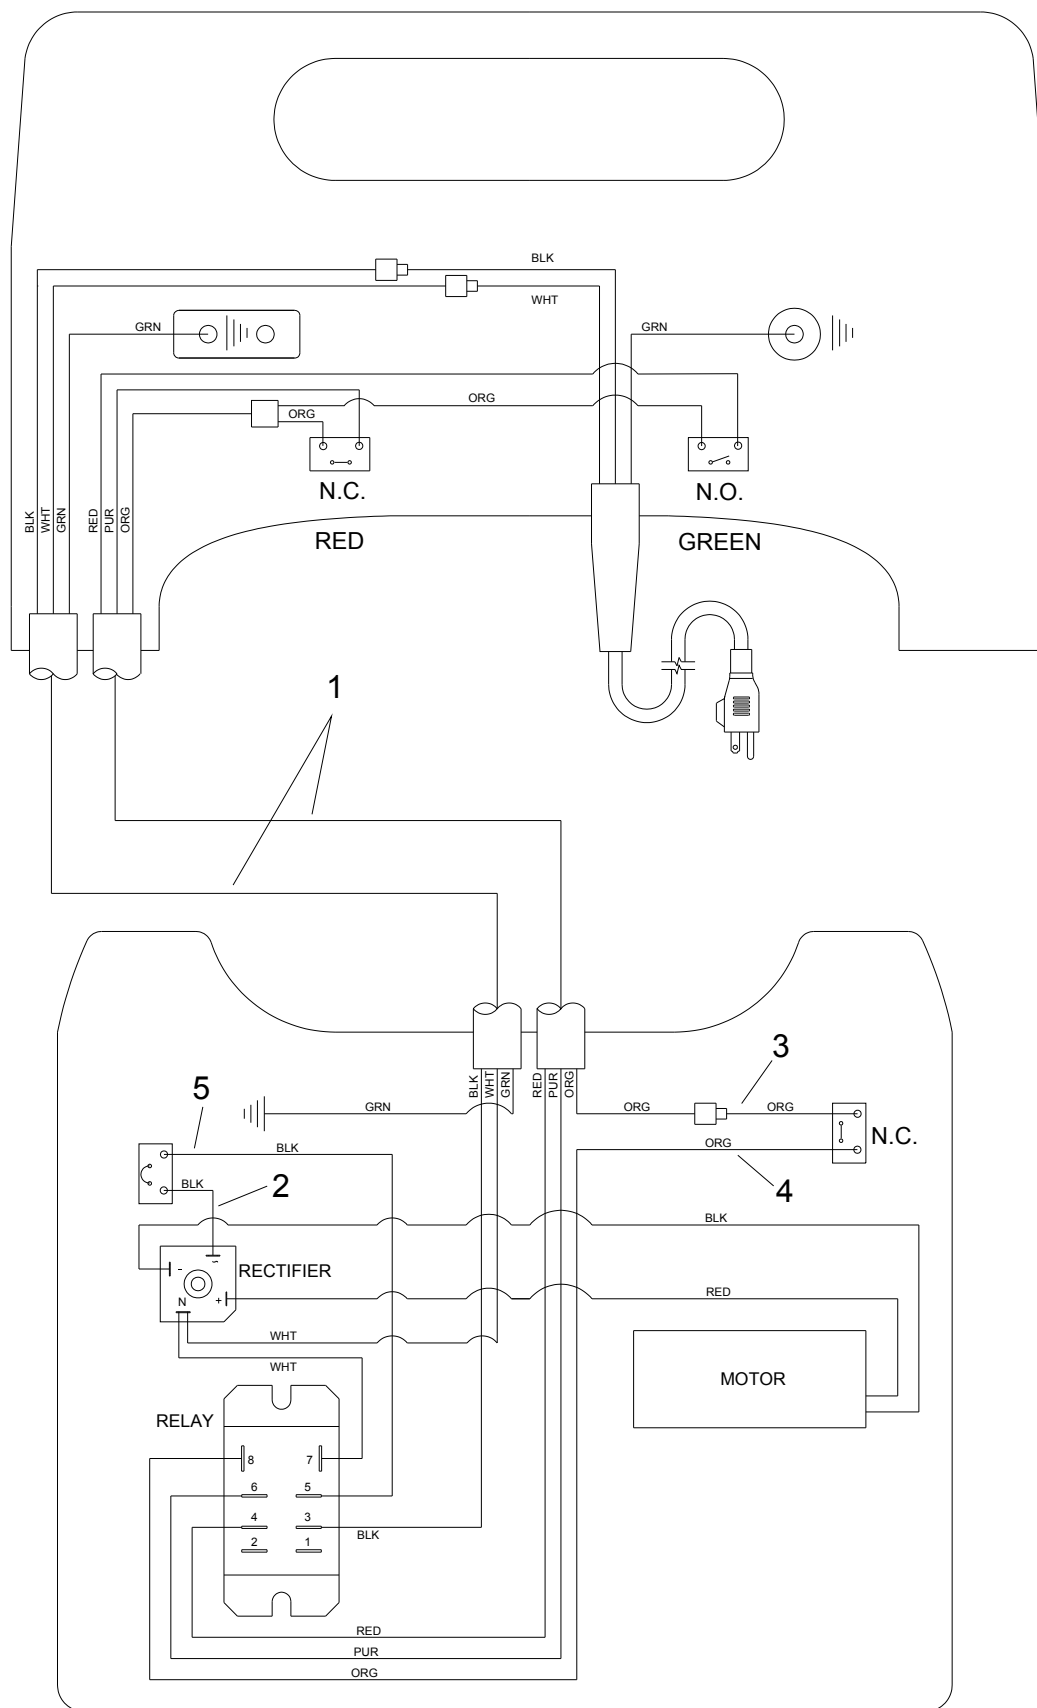 BLK
WHT
GRN
GRN
ORG
ORG
N.C.
N.O.
BLK
WHT
GRN
RED
PUR
ORG
RED
GREEN
1
BLK
WHT
GRN
RED
PUR
ORG
3
5
GRN
ORG
ORG
N.C.
BLK
ORG
BLK
2
4
BLK
-
~
RECTIFIER
N
+
RED
WHT
WHT
MOTOR
RELAY
8
7
6
5
4
3
BLK
2
1
RED
PUR
ORG